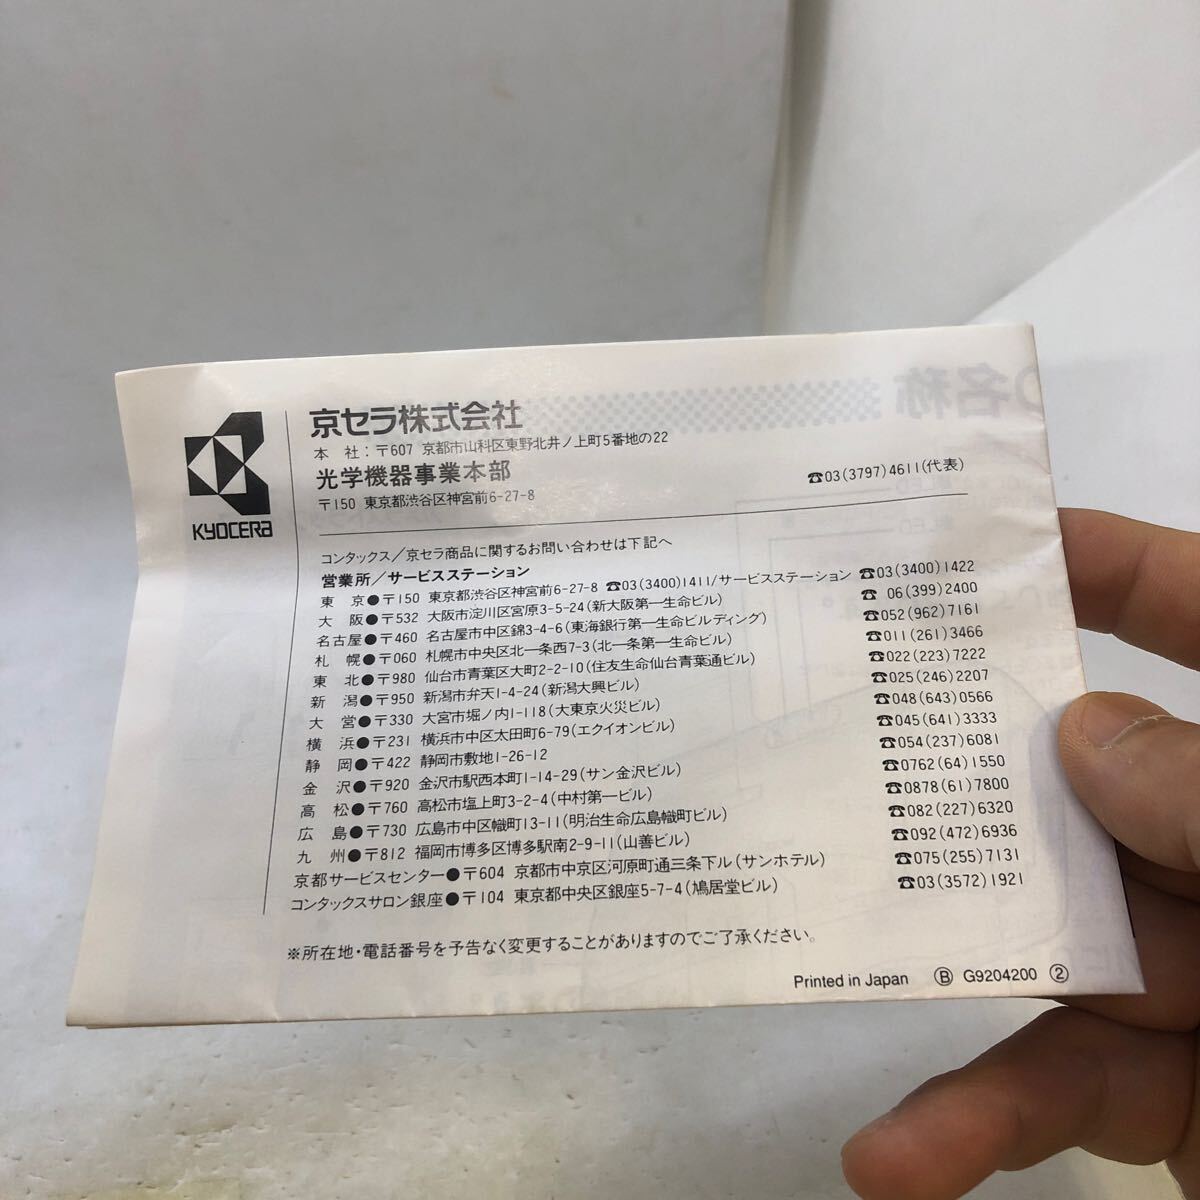 京セラ株式会社
本 社:〒607 京都市山科区東野北井ノ上町5番地の22
光学機器事業本部
〒150 東京都渋谷区神宮前6-27-8
☎03(3797)4611(代表)
KYOCERA
コンタックス/京セラ商品に関するお問い合わせは下記へ
営業所/サービスステーション
東 京●〒150 東京都渋谷区神宮前6-27-8 ☎03(3400)1411/サービスステーション ☎03(3400)1422
大 阪●〒532 大阪市淀川区宮原3-5-24(新大阪第一生命ビル) ☎ 06(399)2400
名古屋●〒460 名古屋市中区錦3-4-6(東海銀行第一生命ビルディング) ☎052(962)7161
札 幌●〒060 札幌市中央区北一条西7-3(北一条第一生命ビル) ☎011(261)3466
東 北●〒980 仙台市青葉区大町2-2-10(住友生命仙台青葉通ビル) ☎022(223)7222
新 潟●〒950 新潟市弁天1-4-24(新潟大興ビル) ☎025(246)2207
大 営●〒330 大宮市堀ノ内1-118(大東京火災ビル) ☎048(643)0566
横 浜●〒231 横浜市中区太田町6-79(エクイオンビル) ☎045(641)3333
静 岡●〒422 静岡市敷地1-26-12 ☎054(237)6081
金 沢●〒920 金沢市駅西本町1-14-29(サン金沢ビル) ☎0762(64)1550
高 松●〒760 高松市塩上町3-2-4(中村第一ビル) ☎0878(61)7800
広 島●〒730 広島市中区幟町13-11(明治生命広島幟町ビル) ☎082(227)6320
九 州●〒812 福岡市博多区博多駅南2-9-11(山善ビル) ☎092(472)6936
京都サービスセンター●〒604 京都市中京区河原町通三条下ル(サンホテル) ☎075(255)7131
コンタックスサロン銀座●〒104 東京都中央区銀座5-7-4(鳩居堂ビル) ☎03(3572)1921
※所在地・電話番号を予告なく変更することがありますのでご了承ください。
Printed in Japan Ⓑ G9204200 ②